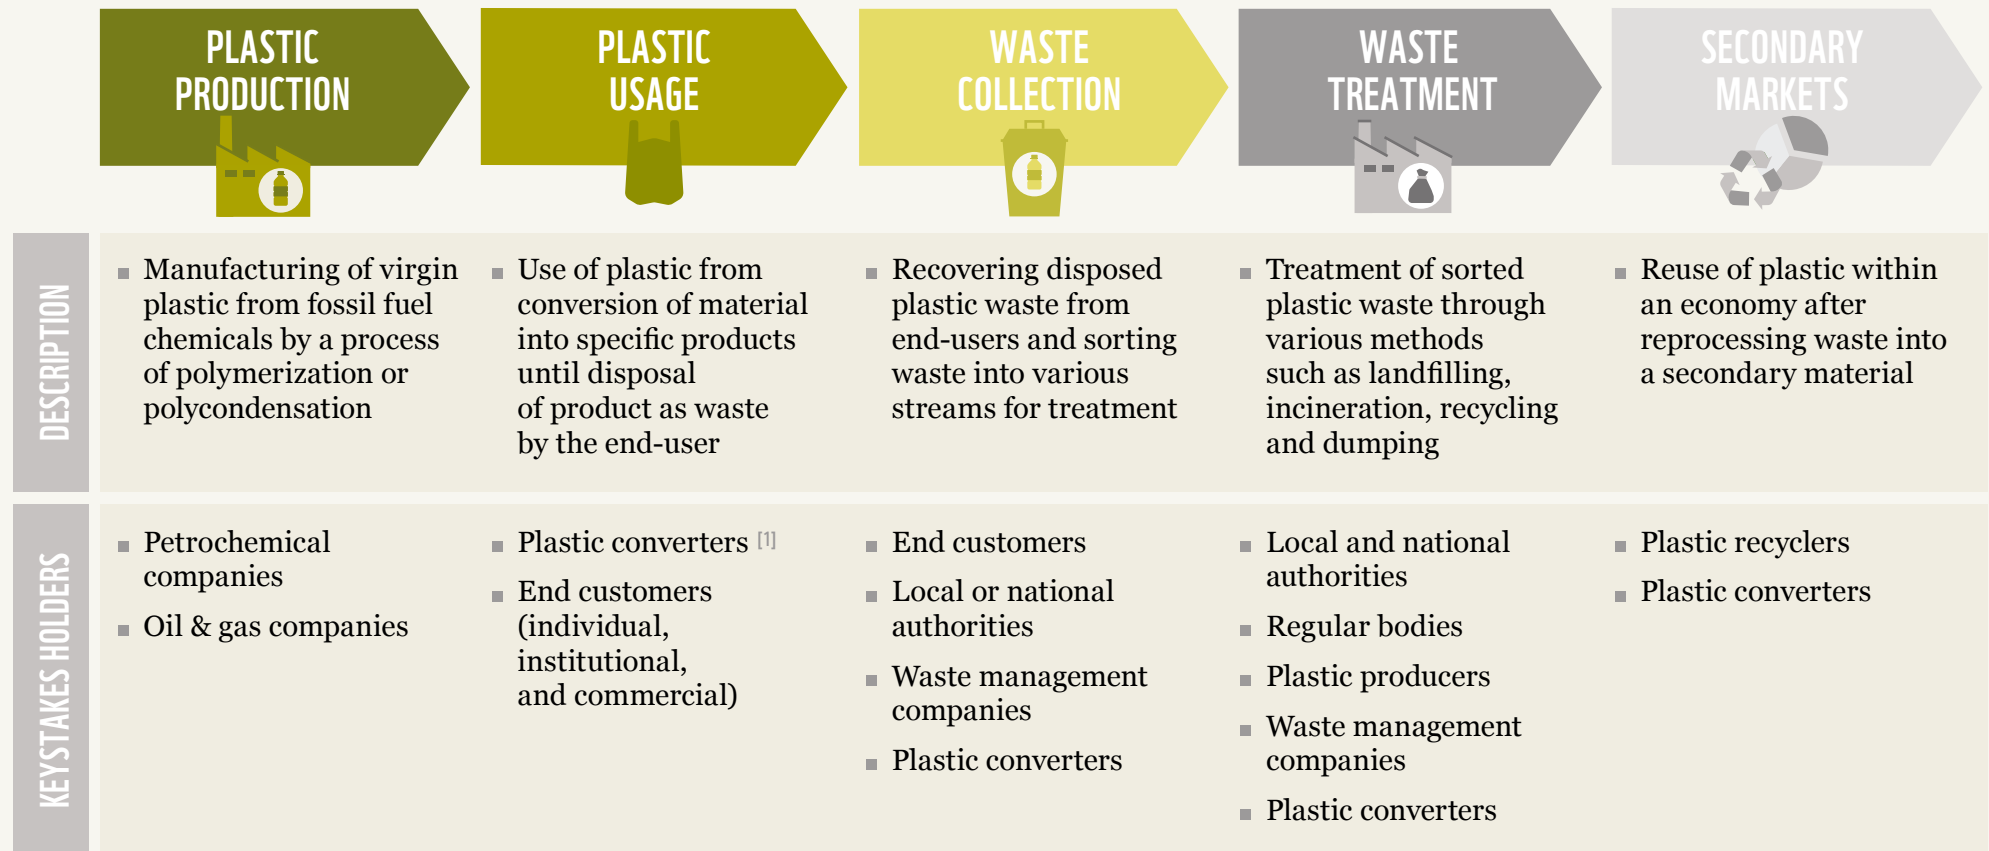 PLASTIC
PRODUCTION
PLASTIC
USAGE
WASTE
COLLECTION
WASTE
TREATMENT
SECONDARY
MARKETS
DESCRIPTION
Manufacturing of virgin
plastic from fossil fuel
chemicals by a process
of polymerization or
polycondensation
Use of plastic from
conversion of material
into specific products
until disposal
of product as waste
by the end-user
Recovering disposed
plastic waste from
end-users and sorting
waste into various
streams for treatment
Treatment of sorted
plastic waste through
various methods
such as landfilling,
incineration, recycling
and dumping
Reuse of plastic within
an economy after
reprocessing waste into
a secondary material
KEYSTAKES HOLDERS
Petrochemical
companies
Oil & gas companies
Plastic converters [1]
End customers
(individual,
institutional,
and commercial)
End customers
Local or national
authorities
Waste management
companies
Plastic converters
Local and national
authorities
Regular bodies
Plastic producers
Waste management
companies
Plastic converters
Plastic recyclers
Plastic converters